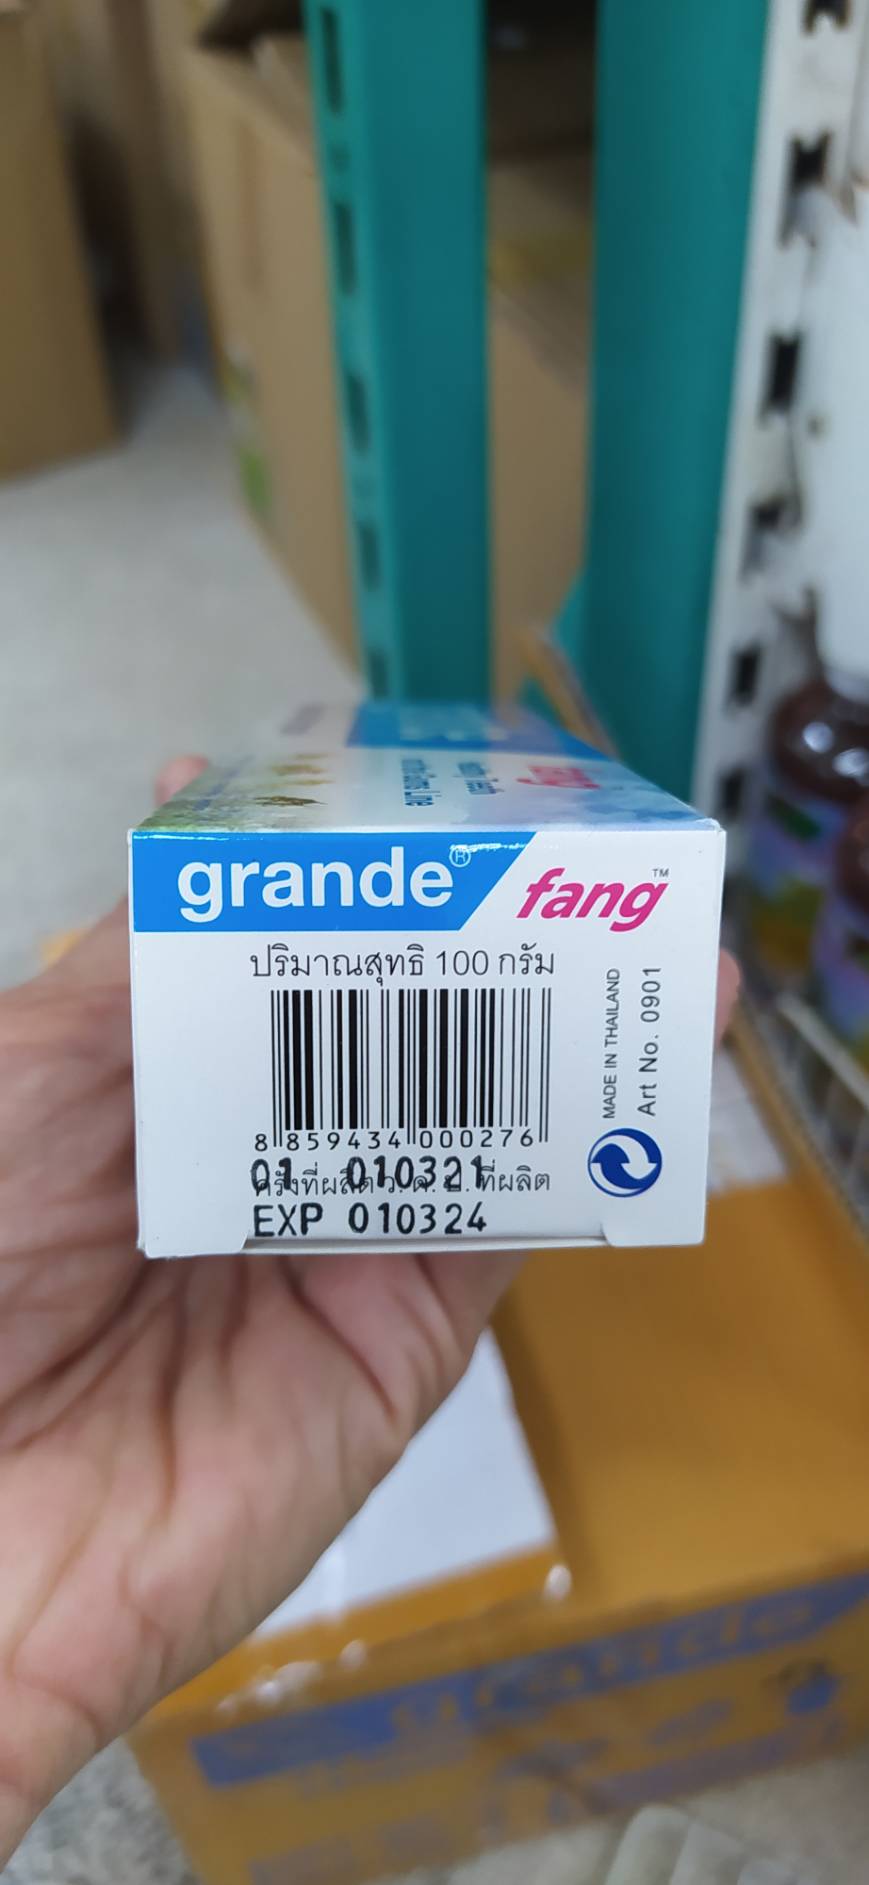 grande® fang™
ปริมาณสุทธิ 100 กรัม
8 859434 000276
01 010321
ครั้งที่ผลิต ว. ด. ป. ที่ผลิต
EXP 010324
MADE IN THAILAND
Art No. 0901
grande